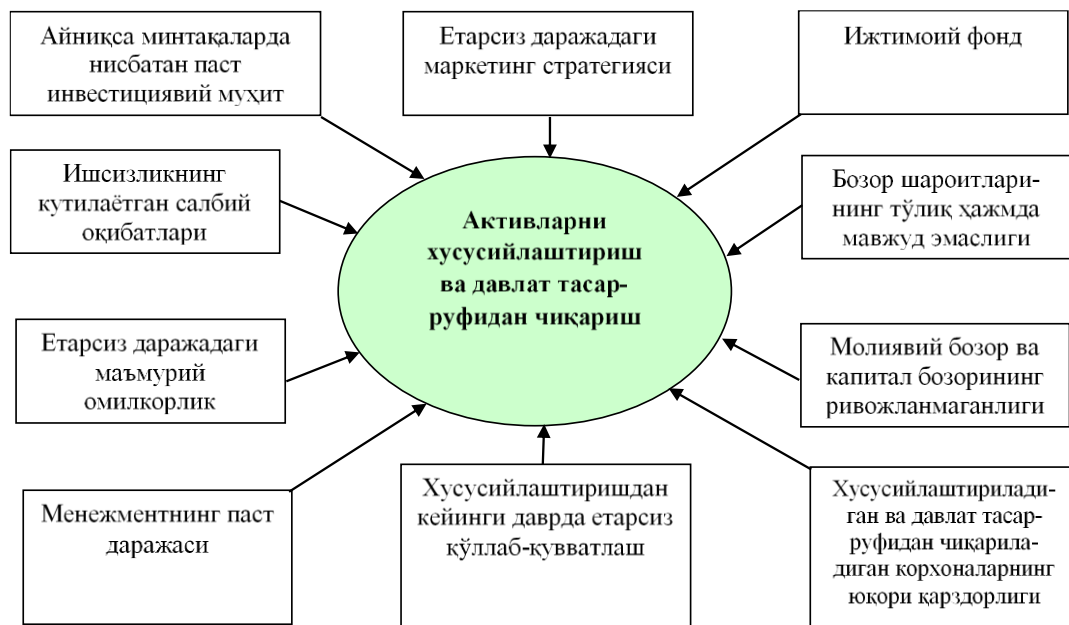 Айниқса минтақаларда
нисбатан паст
инвестициявий муҳит
Етарсиз даражадаги
маркетинг стратегияси
Ижтимоий фонд
Ишсизликнинг
кутилаётган салбий
оқибатлари
Активларни
хусусийлаштириш
ва давлат тасар-
руфидан чиқариш
Бозор шароитлари-
нинг тўлиқ ҳажмда
мавжуд эмаслиги
Етарсиз даражадаги
маъмурий
омилкорлик
Молиявий бозор ва
капитал бозорининг
ривожланмаганлиги
Менежментнинг паст
даражаси
Хусусийлаштиришдан
кейинги даврда етарсиз
қўллаб-қувватлаш
Хусусийлаштирилади-
ган ва давлат тасар-
руфидан чиқарила-
диган корхоналарнинг
юқори қарздорлиги